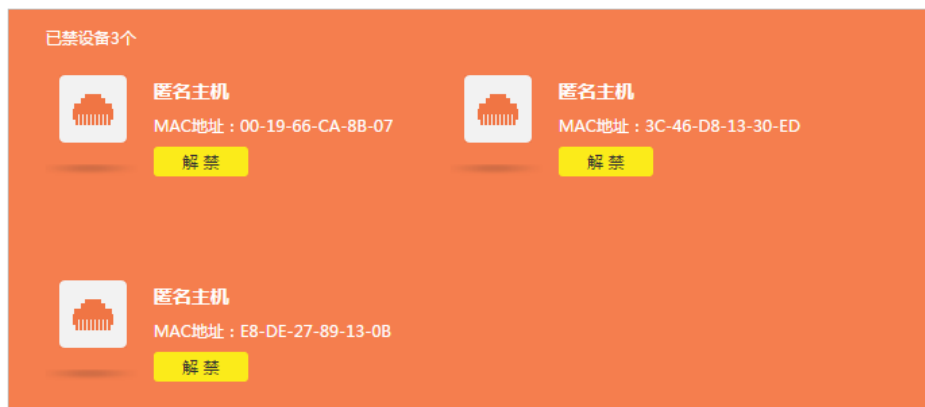 已禁设备3个
匿名主机
MAC地址：00-19-66-CA-8B-07
解 禁
匿名主机
MAC地址：3C-46-D8-13-30-ED
解 禁
匿名主机
MAC地址：E8-DE-27-89-13-0B
解 禁